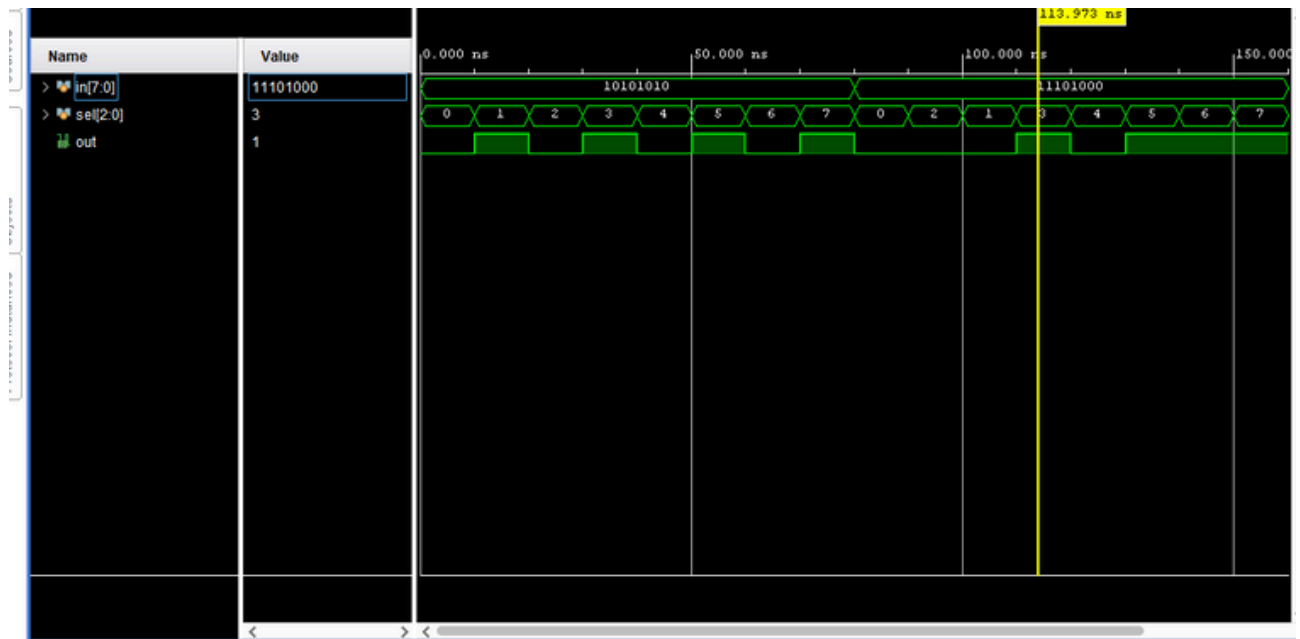 113.973 ns
Name Value
0.000 ns 50.000 ns 100.000 ns 150.000
in[7:0] 11101000 10101010 11101000
sel[2:0] 3 0 1 2 3 4 5 6 7 0 2 1 3 4 5 6 7
out 1